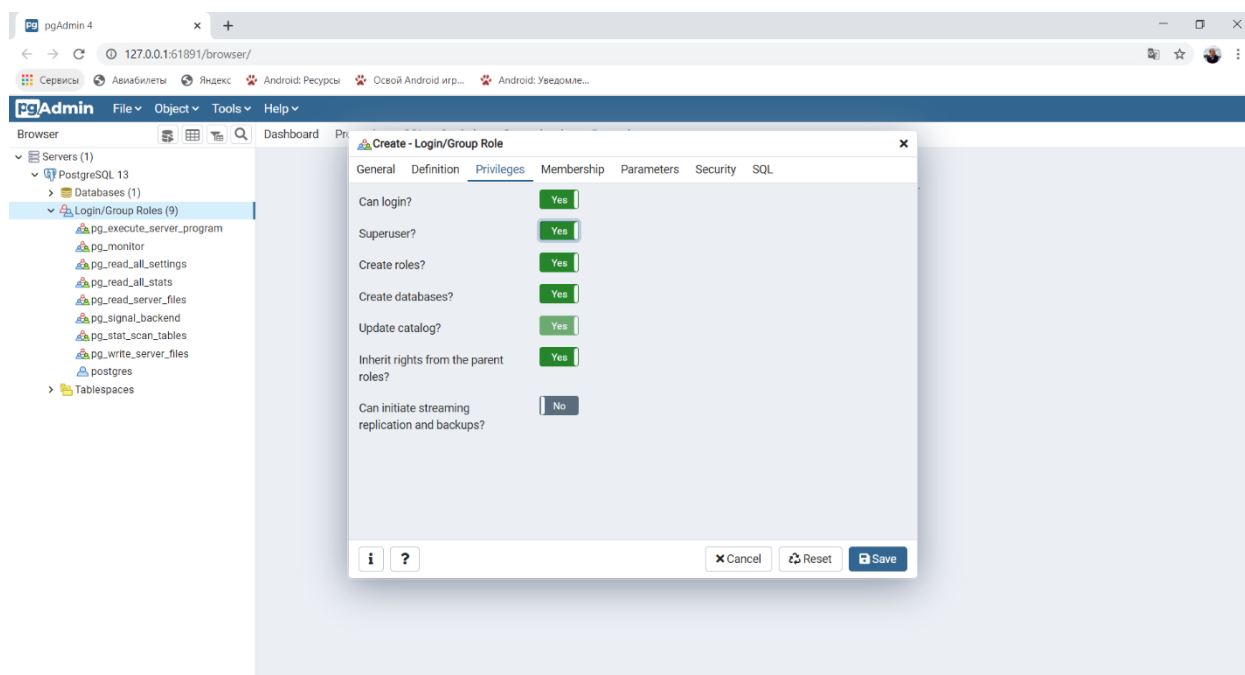 pgAdmin 4
127.0.0.1:61891/browser/
Сервисы Авиабилеты Яндекс Android: Ресурсы Освой Android игр... Android: Уведомле...
pgAdmin File Object Tools Help
Browser Dashboard
Servers (1)
PostgreSQL 13
Databases (1)
Login/Group Roles (9)
pg_execute_server_program
pg_monitor
pg_read_all_settings
pg_read_all_stats
pg_read_server_files
pg_signal_backend
pg_stat_scan_tables
pg_write_server_files
postgres
Tablespaces
Create - Login/Group Role
General Definition Privileges Membership Parameters Security SQL
Can login? Yes
Superuser? Yes
Create roles? Yes
Create databases? Yes
Update catalog? Yes
Inherit rights from the parent Yes
roles?
Can initiate streaming No
replication and backups?
i ? Cancel Reset Save